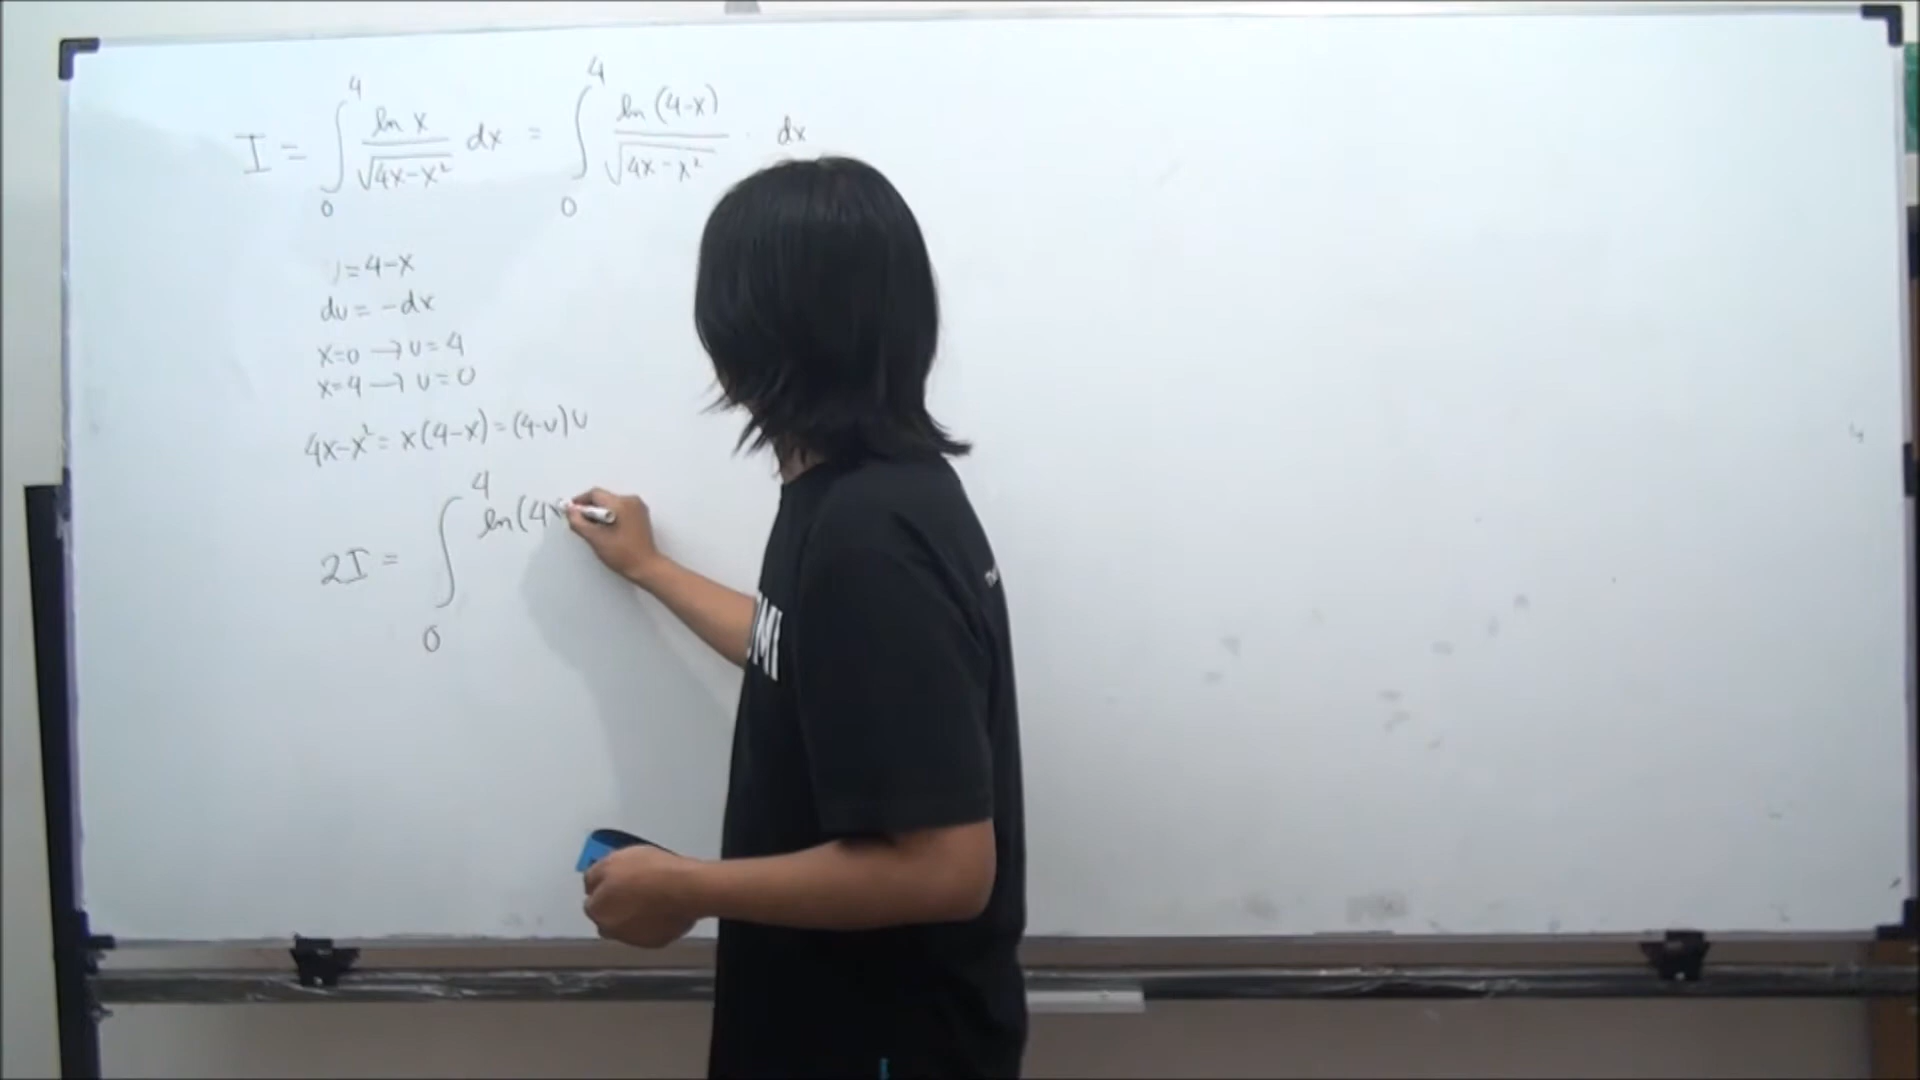 I = ∫₀⁴ ln x / √(4x-x²) dx = ∫₀⁴ ln (4-x) / √(4x-x²) dx
=4-x
du = -dx
x=0 → u=4
x=4 → u=0
4x-x² = x(4-x) = (4-u)u
2I = ∫₀⁴ ln(4x